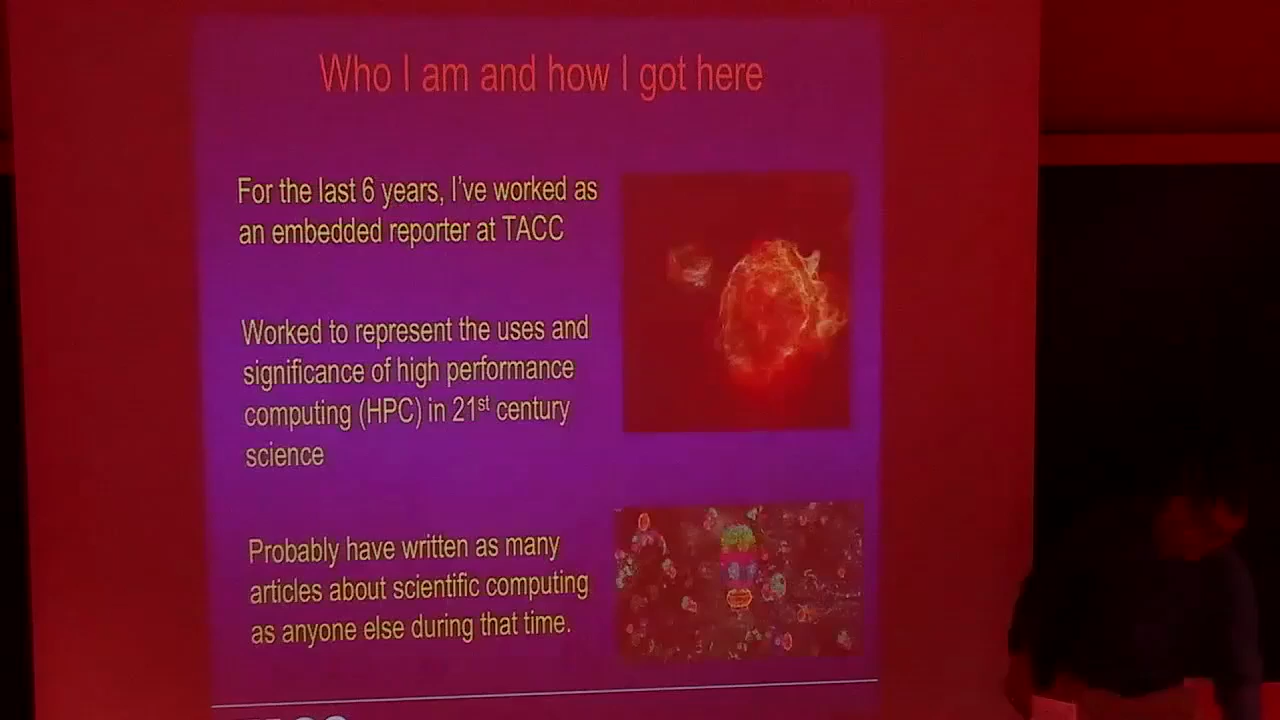 Who I am and how I got here
For the last 6 years, I've worked as
an embedded reporter at TACC
Worked to represent the uses and
significance of high performance
computing (HPC) in 21st century
science
Probably have written as many
articles about scientific computing
as anyone else during that time.